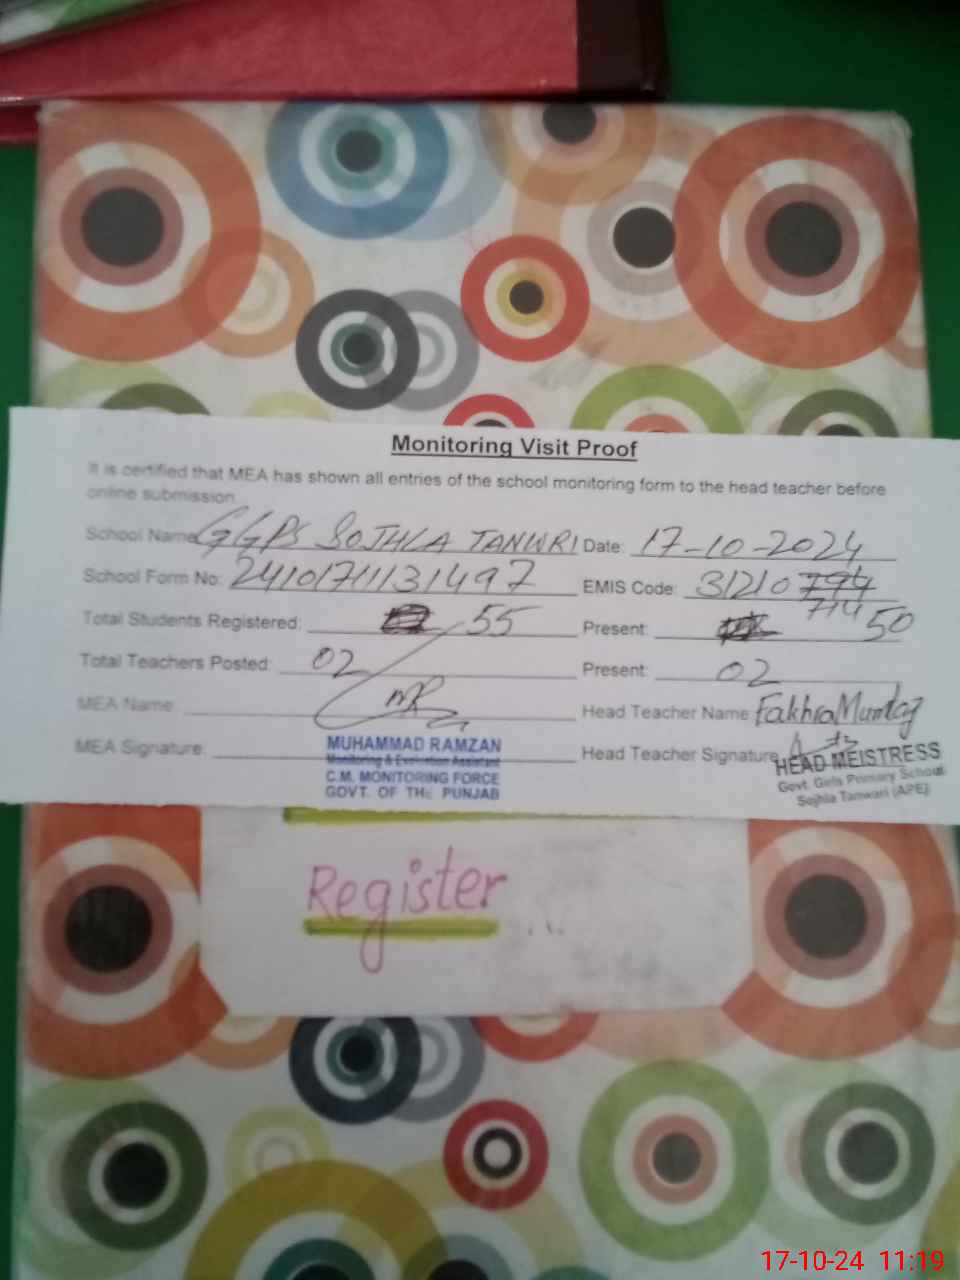 Monitoring Visit Proof
It is certified that MEA has shown all entries of the school monitoring form to the head teacher before
online submission
School Name GGPS SOJHLA TANWRI Date: 17-10-2024
School Form No: 24101711131497 EMIS Code: 31210 794
714
Total Students Registered: 55 Present: 50
Total Teachers Posted: 02 Present: 02
MEA Name Head Teacher Name Fakhra Mumtaz
MEA Signature: Head Teacher Signature
MUHAMMAD RAMZAN
Monitoring & Evaluation Assistant
C.M. MONITORING FORCE
GOVT. OF THE PUNJAB
HEAD MEISTRESS
Govt. Girls Primary School
Sojhla Tanwari (APE)
Register
17-10-24 11:19